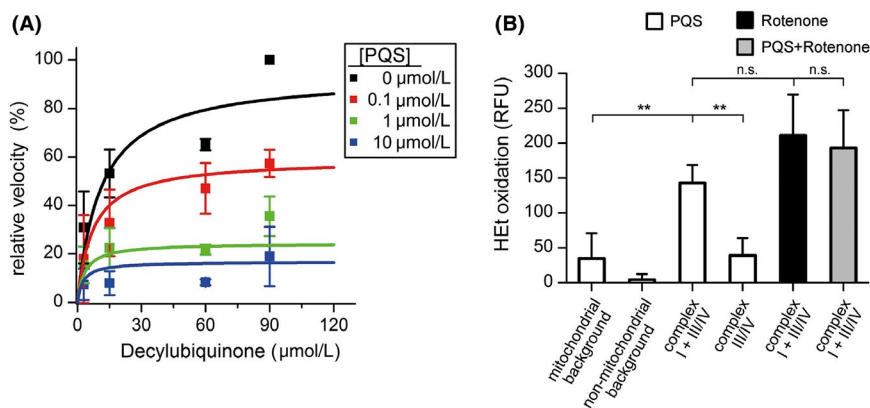 (A)
100
80
60
40
20
0
relative velocity (%)
0
30
60
90
120
Decylubiquinone (μmol/L)
[PQS]
0 μmol/L
0.1 μmol/L
1 μmol/L
10 μmol/L
(B)
PQS
Rotenone
PQS+Rotenone
300
250
200
150
100
50
0
HEt oxidation (RFU)
**
**
n.s.
n.s.
mitochondrial
background
non-mitochondrial
background
complex
I + III/IV
complex
III/IV
complex
I + III/IV
complex
I + III/IV